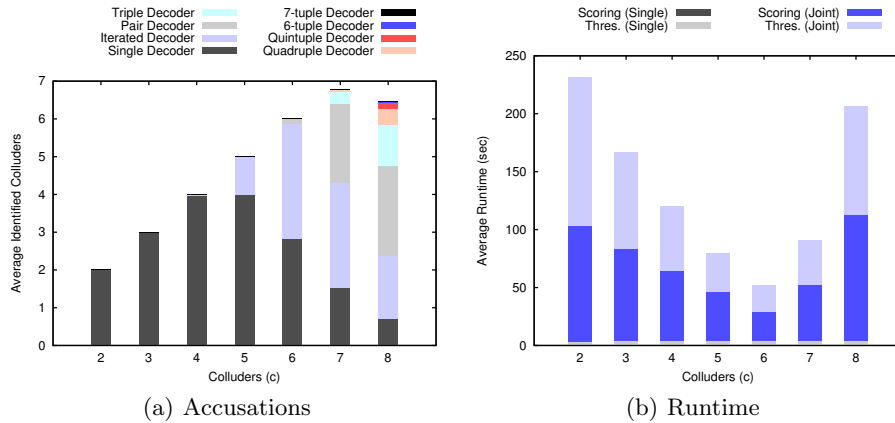 Triple Decoder
Pair Decoder
Iterated Decoder
Single Decoder
7-tuple Decoder
6-tuple Decoder
Quintuple Decoder
Quadruple Decoder
7
6
5
4
3
2
1
0
Average Identified Colluders
2 3 4 5 6 7 8
Colluders (c)
(a) Accusations
Scoring (Single)
Thres. (Single)
Scoring (Joint)
Thres. (Joint)
250
200
150
100
50
0
Average Runtime (sec)
2 3 4 5 6 7 8
Colluders (c)
(b) Runtime